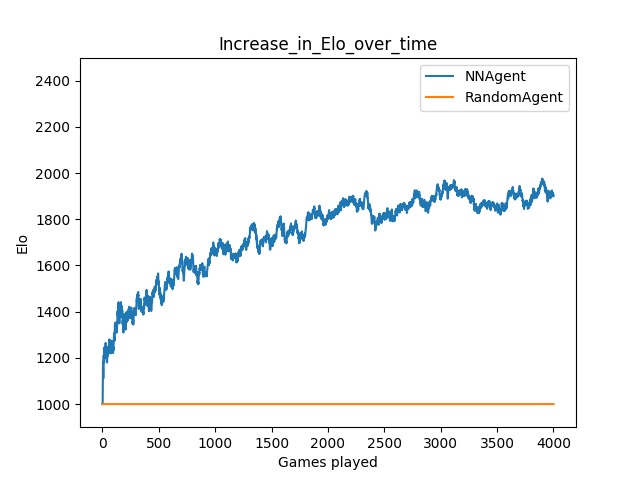 Increase_in_Elo_over_time
NNAgent
RandomAgent
2400
2200
2000
1800
1600
1400
1200
1000
Elo
0 500 1000 1500 2000 2500 3000 3500 4000
Games played